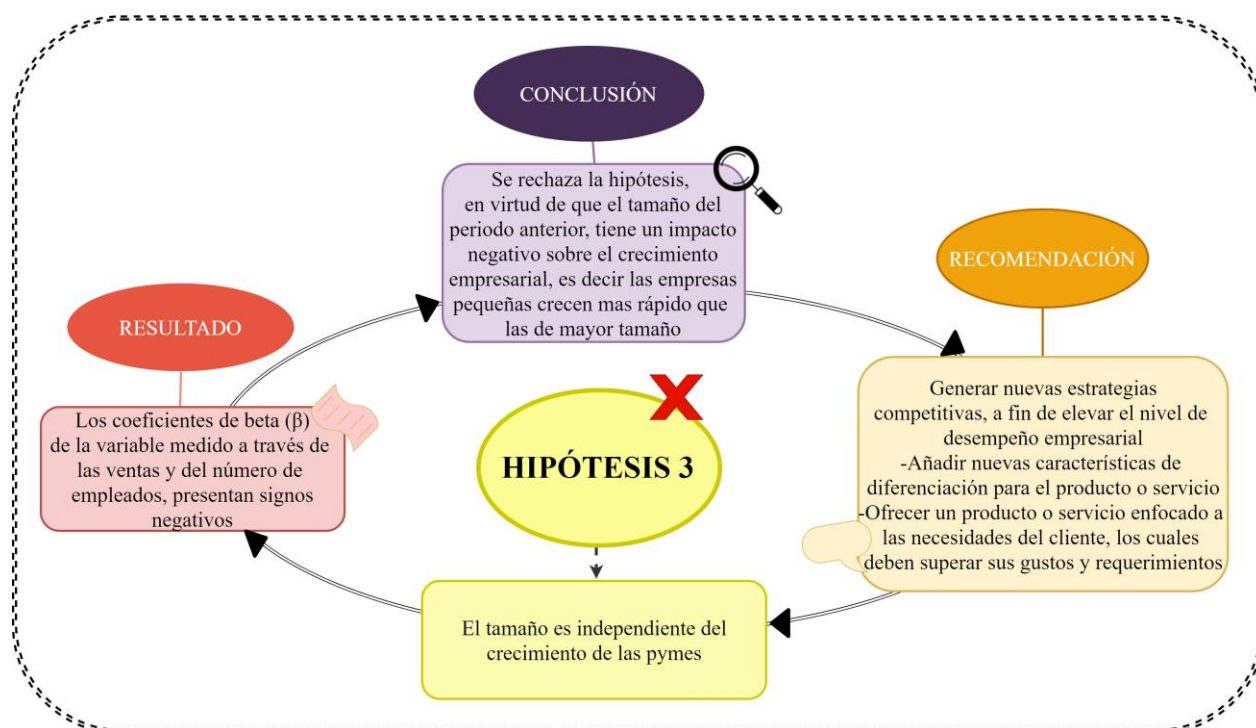 CONCLUSIÓN
Se rechaza la hipótesis,
en virtud de que el tamaño del
periodo anterior, tiene un impacto
negativo sobre el crecimiento
empresarial, es decir las empresas
pequeñas crecen mas rápido que
las de mayor tamaño
RECOMENDACIÓN
Generar nuevas estrategias
competitivas, a fin de elevar el nivel de
desempeño empresarial
-Añadir nuevas características de
diferenciación para el producto o servicio
-Ofrecer un producto o servicio enfocado a
las necesidades del cliente, los cuales
deben superar sus gustos y requerimientos
RESULTADO
Los coeficientes de beta (β)
de la variable medido a través de
las ventas y del número de
empleados, presentan signos
negativos
HIPÓTESIS 3
El tamaño es independiente del
crecimiento de las pymes